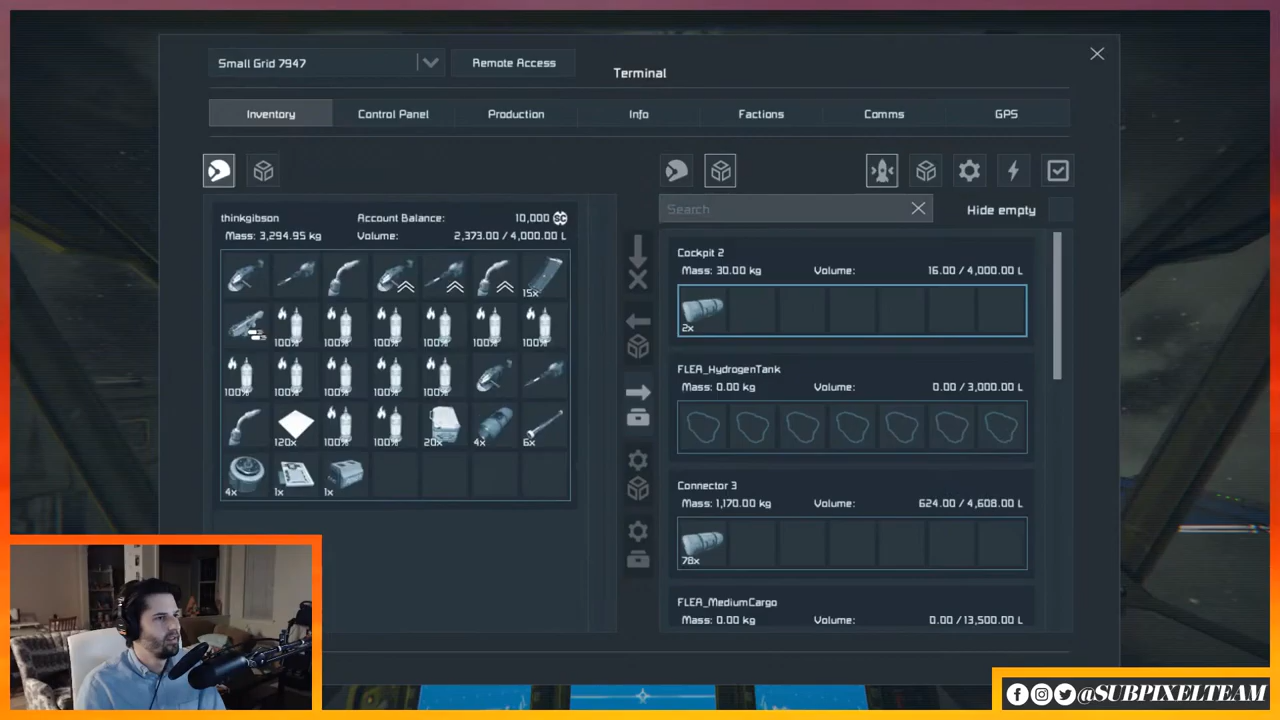 Small Grid 7947
Remote Access
Terminal
Inventory
Control Panel
Production
Info
Factions
Comms
GPS
thinkgibson
Account Balance: 10,000 SC
Mass: 3,294.95 kg
Volume: 2,373.00 / 4,000.00 L
15x
100% 100% 100% 100% 100% 100%
100% 100% 100% 100% 100%
120x 100% 100% 20x 4x 6x
4x 1x 1x
Search
Hide empty
Cockpit 2
Mass: 30.00 kg Volume: 16.00 / 4,000.00 L
2x
FLEA_HydrogenTank
Mass: 0.00 kg Volume: 0.00 / 3,000.00 L
Connector 3
Mass: 1,170.00 kg Volume: 624.00 / 4,608.00 L
78x
FLEA_MediumCargo
Mass: 0.00 kg Volume: 0.00 / 13,500.00 L
@SUBPIXELTEAM